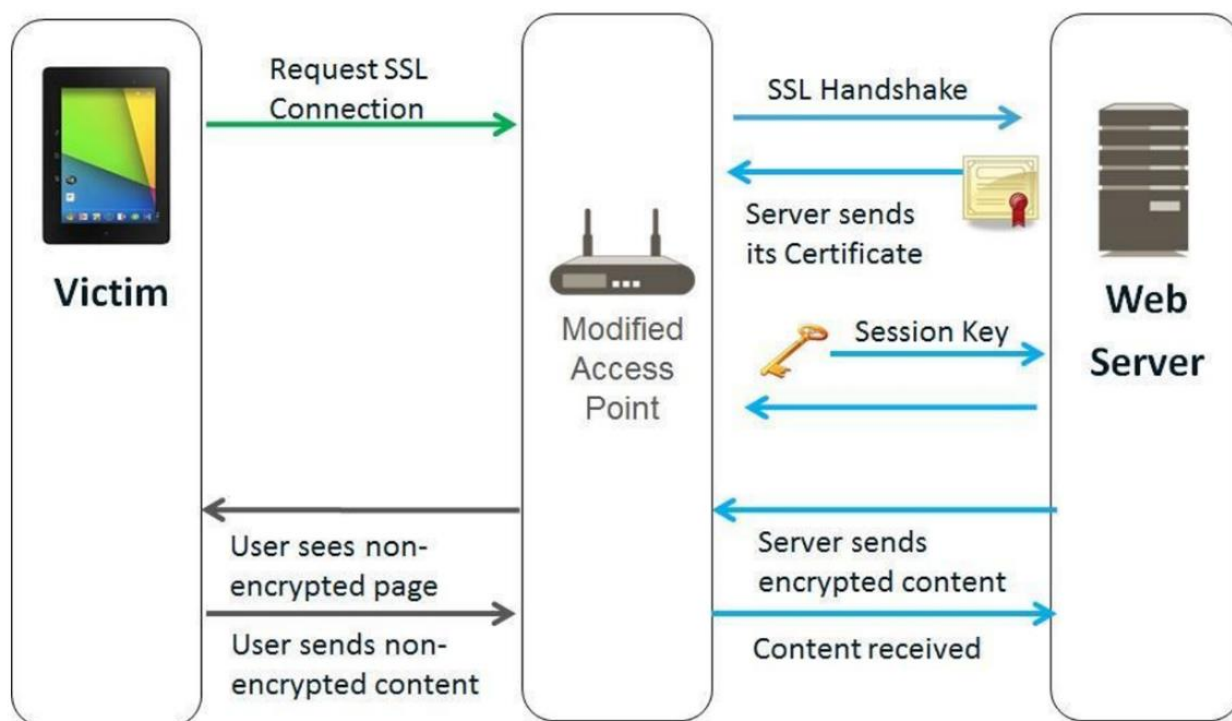 Request SSL
Connection
SSL Handshake
Server sends
its Certificate
Victim
Modified
Access
Point
Session Key
Web
Server
User sees non-
encrypted page
Server sends
encrypted content
User sends non-
encrypted content
Content received